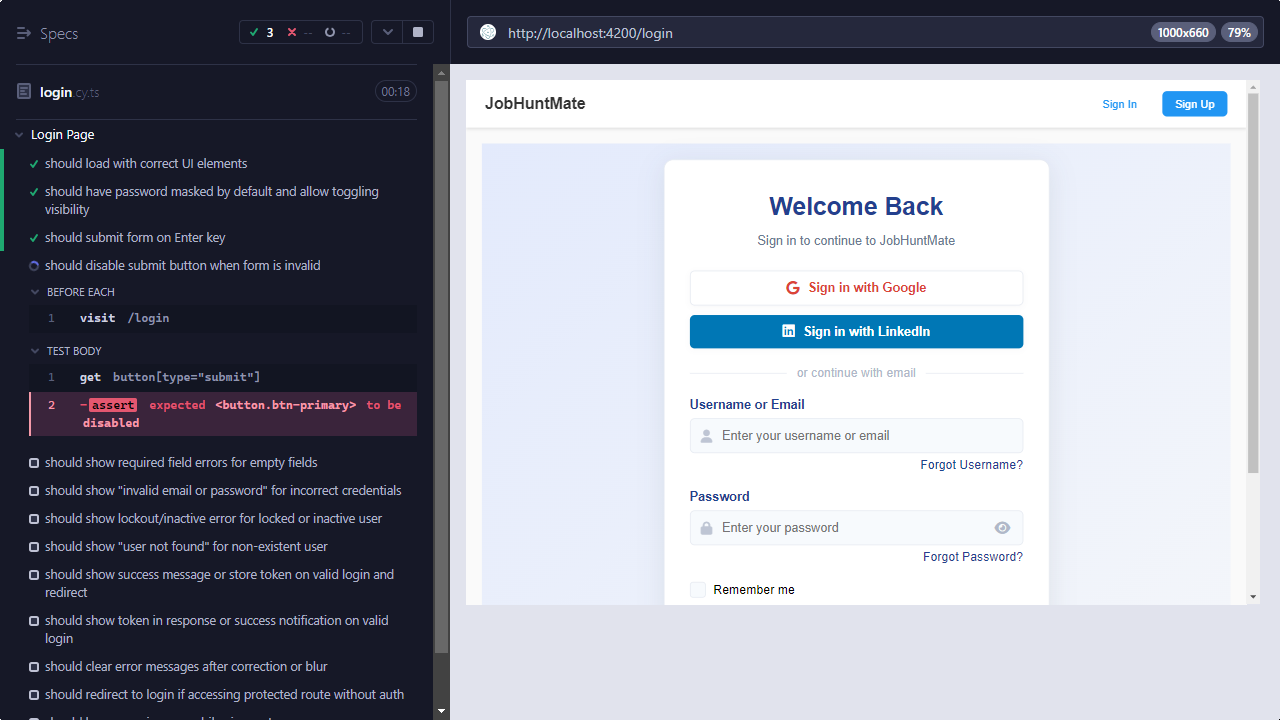 Specs
3
--
--
http://localhost:4200/login
1000x660
79%
login.cy.ts
00:18
Login Page
should load with correct UI elements
should have password masked by default and allow toggling
visibility
should submit form on Enter key
should disable submit button when form is invalid
BEFORE EACH
1 visit /login
TEST BODY
1 get button[type="submit"]
2 -assert expected <button.btn-primary> to be
disabled
should show required field errors for empty fields
should show "invalid email or password" for incorrect credentials
should show lockout/inactive error for locked or inactive user
should show "user not found" for non-existent user
should show success message or store token on valid login and
redirect
should show token in response or success notification on valid
login
should clear error messages after correction or blur
should redirect to login if accessing protected route without auth
JobHuntMate
Sign In
Sign Up
Welcome Back
Sign in to continue to JobHuntMate
Sign in with Google
Sign in with LinkedIn
or continue with email
Username or Email
Enter your username or email
Forgot Username?
Password
Enter your password
Forgot Password?
Remember me